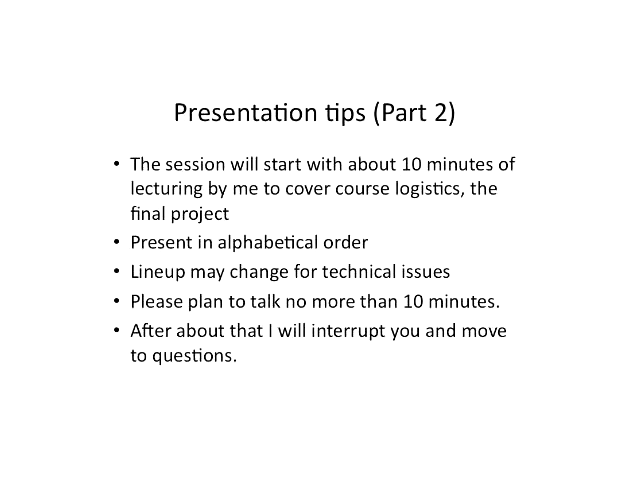 Presentation tips (Part 2)
• The session will start with about 10 minutes of
lecturing by me to cover course logistics, the
final project
• Present in alphabetical order
• Lineup may change for technical issues
• Please plan to talk no more than 10 minutes.
• After about that I will interrupt you and move
to questions.